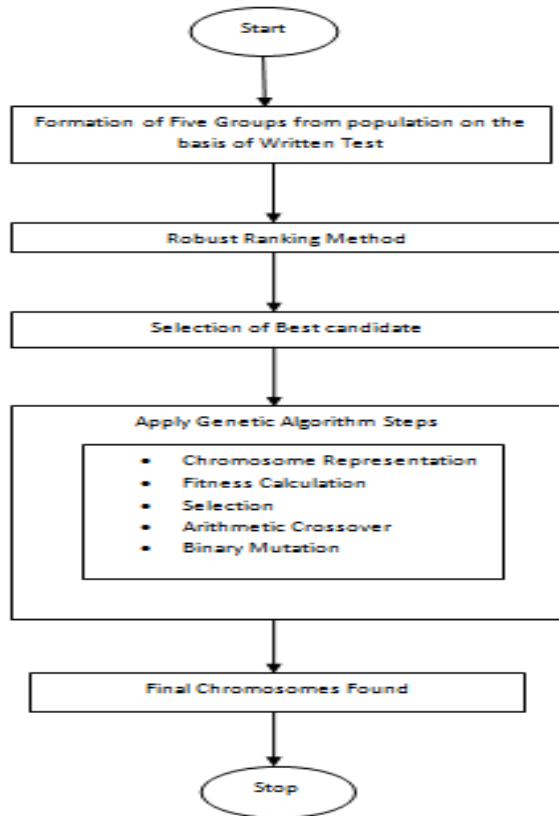 Start
Formation of Five Groups from population on the
basis of Written Test
Robust Ranking Method
Selection of Best candidate
Apply Genetic Algorithm Steps
• Chromosome Representation
• Fitness Calculation
• Selection
• Arithmetic Crossover
• Binary Mutation
Final Chromosomes Found
Stop